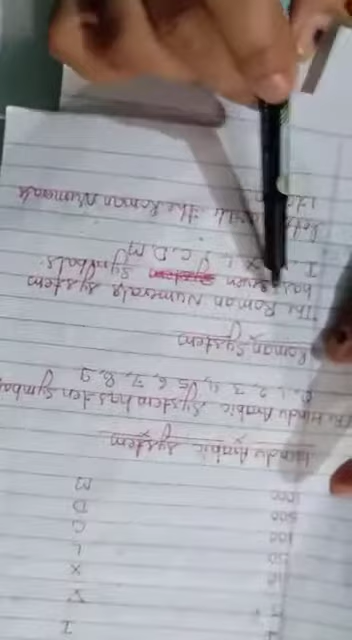 I
5 V
10 X
50 L
100 C
500 D
1000 M
Hindu Arabic System
The Hindu Arabic System has ten Symbols
0, 1, 2, 3, 4, 5, 6, 7, 8, 9
Roman System
The Roman Numerals System
has seven Symbols.
I X L C, D, M
the Roman Numerals